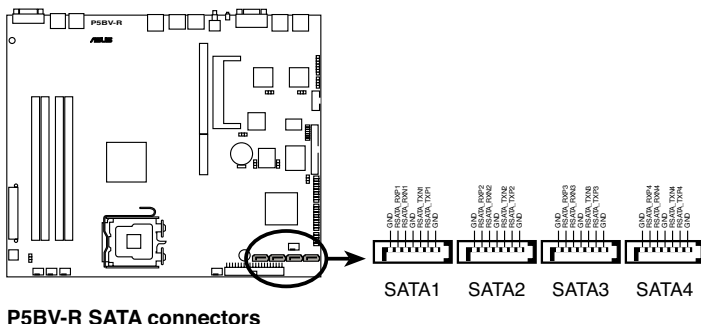 P5BV-R
ASUS
GND
RSATA_RXP1
RSATA_RXN1
GND
RSATA_TXN1
RSATA_TXP1
GND
SATA1
GND
RSATA_RXP2
RSATA_RXN2
GND
RSATA_TXN2
RSATA_TXP2
GND
SATA2
GND
RSATA_RXP3
RSATA_RXN3
GND
RSATA_TXN3
RSATA_TXP3
GND
SATA3
GND
RSATA_RXP4
RSATA_RXN4
GND
RSATA_TXN4
RSATA_TXP4
GND
SATA4
P5BV-R SATA connectors